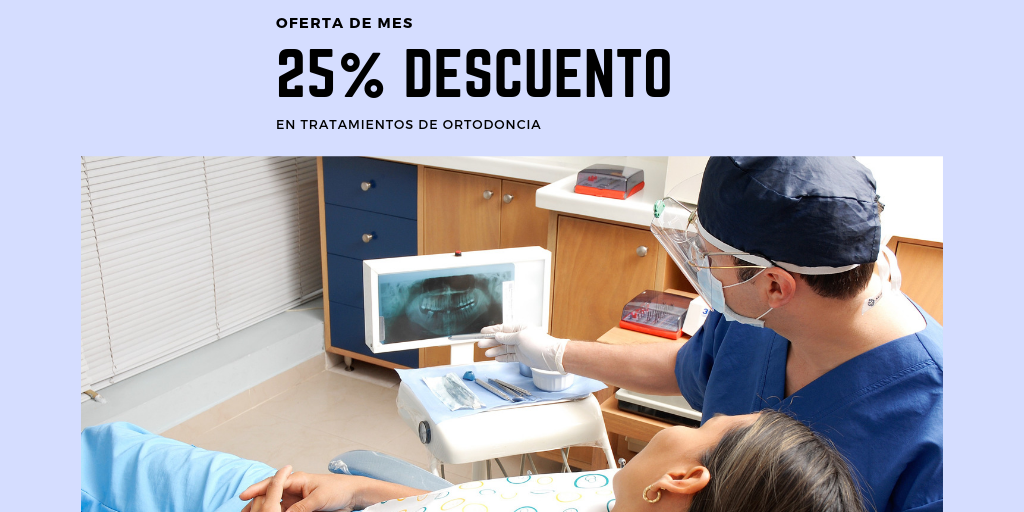 OFERTA DE MES
25% DESCUENTO
EN TRATAMIENTOS DE ORTODONCIA